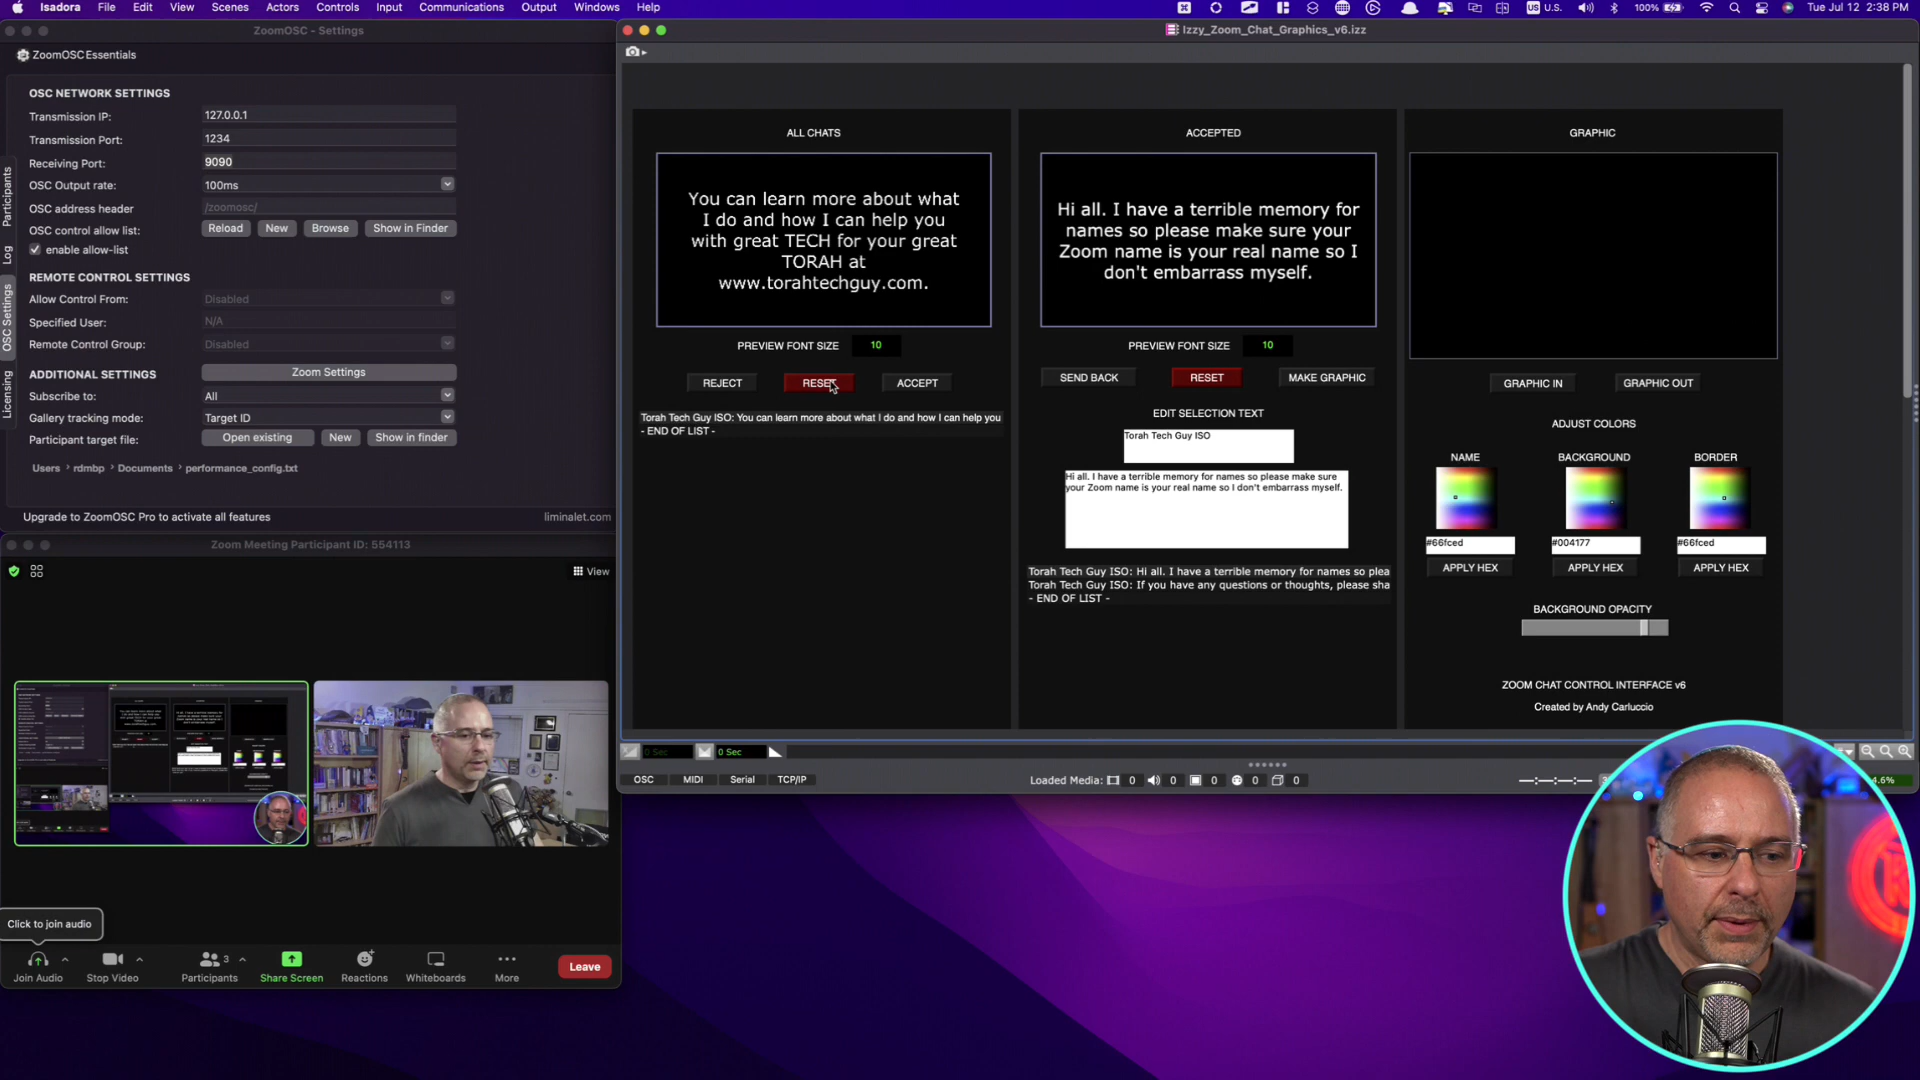 Isadora File Edit View Scenes Actors Controls Input Communications Output Windows Help
U.S. 100% Tue Jul 12 2:38 PM
ZoomOSC - Settings
ZoomOSC Essentials
OSC NETWORK SETTINGS
Transmission IP: 127.0.0.1
Transmission Port: 1234
Receiving Port: 9090
OSC Output rate: 100ms
OSC address header /zoomosc/
OSC control allow list: Reload New Browse Show in Finder
enable allow-list
REMOTE CONTROL SETTINGS
Allow Control From: Disabled
Specified User: N/A
Remote Control Group: Disabled
ADDITIONAL SETTINGS Zoom Settings
Subscribe to: All
Gallery tracking mode: Target ID
Participant target file: Open existing New Show in finder
Users Documents rdmbp performance_config.txt
Upgrade to ZoomOSC Pro to activate all features liminalet.com
Participants
Log
OSC Settings
Licensing
Zoom Meeting Participant ID: 554113
View
Click to join audio
Join Audio Stop Video Participants 3 Share Screen Reactions Whiteboards More Leave
Izzy_Zoom_Chat_Graphics_v6.izz
ALL CHATS
You can learn more about what
I do and how I can help you
with great TECH for your great
TORAH at
www.torahtechguy.com.
PREVIEW FONT SIZE 10
REJECT RESET ACCEPT
Torah Tech Guy ISO: You can learn more about what I do and how I can help you
- END OF LIST -
ACCEPTED
Hi all. I have a terrible memory for
names so please make sure your
Zoom name is your real name so I
don't embarrass myself.
PREVIEW FONT SIZE 10
SEND BACK RESET MAKE GRAPHIC
EDIT SELECTION TEXT
Torah Tech Guy ISO
Hi all. I have a terrible memory for names so please make sure
your Zoom name is your real name so I don't embarrass myself.
Torah Tech Guy ISO: Hi all. I have a terrible memory for names so plea
Torah Tech Guy ISO: If you have any questions or thoughts, please sha
- END OF LIST -
GRAPHIC
GRAPHIC IN GRAPHIC OUT
ADJUST COLORS
NAME BACKGROUND BORDER
#66fced #004177 #66fced
APPLY HEX APPLY HEX APPLY HEX
BACKGROUND OPACITY
ZOOM CHAT CONTROL INTERFACE v6
Created by Andy Carluccio
0 Sec 0 Sec
OSC MIDI Serial TCP/IP Loaded Media: 0 0 0 0 0